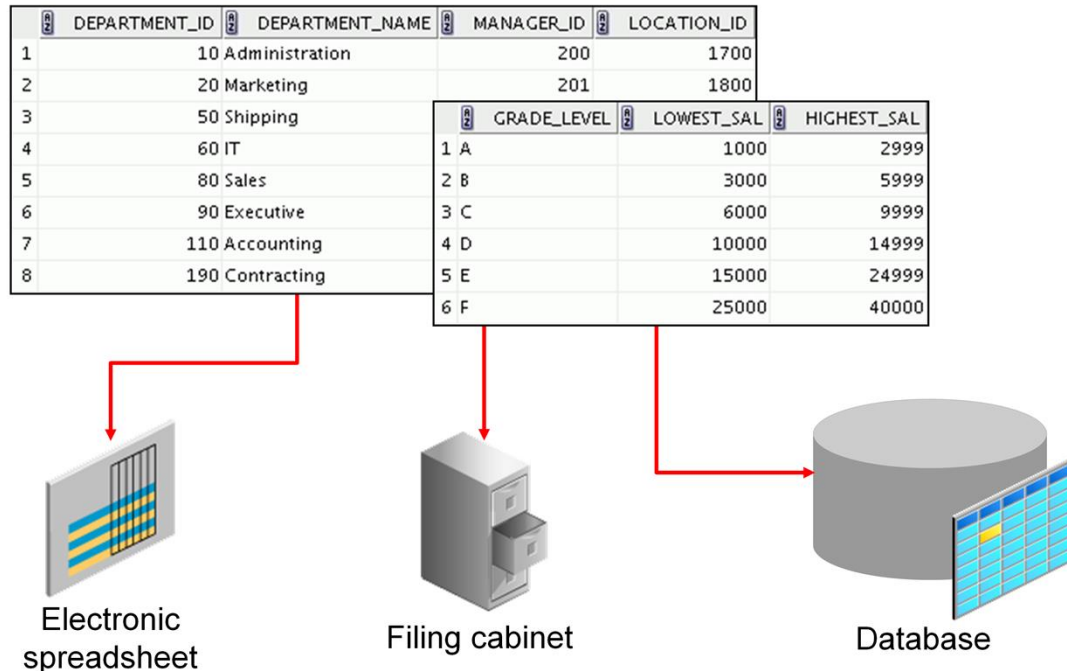 DEPARTMENT_ID DEPARTMENT_NAME MANAGER_ID LOCATION_ID
1 10 Administration 200 1700
2 20 Marketing 201 1800
3 50 Shipping
4 60 IT
5 80 Sales
6 90 Executive
7 110 Accounting
8 190 Contracting
GRADE_LEVEL LOWEST_SAL HIGHEST_SAL
1 A 1000 2999
2 B 3000 5999
3 C 6000 9999
4 D 10000 14999
5 E 15000 24999
6 F 25000 40000
Electronic
spreadsheet
Filing cabinet
Database